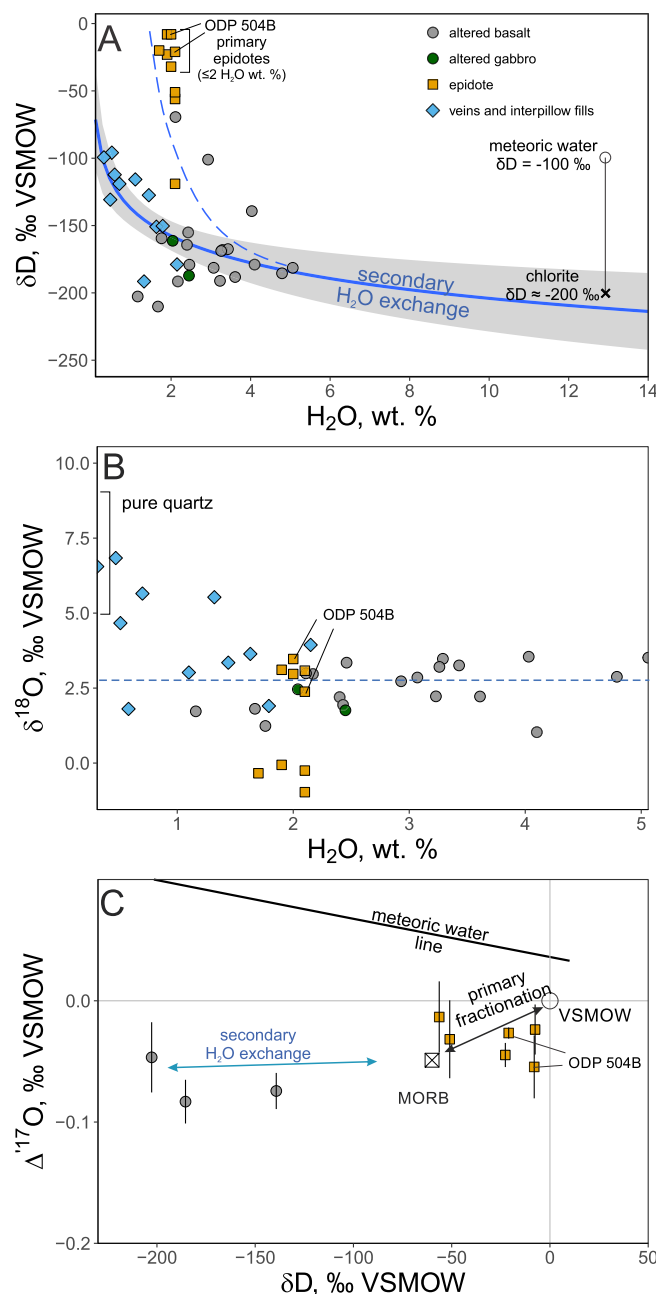 A
ODP 504B
primary
epidotes
(≤2 H₂O wt. %)
altered basalt
altered gabbro
epidote
veins and interpillow fills
meteoric water
δD = -100 ‰
chlorite
δD ≈ -200 ‰
secondary
H₂O exchange
0
−50
−100
−150
−200
−250
δD, ‰ VSMOW
2
4
6
8
10
12
14
H₂O, wt. %
B
pure quartz
ODP 504B
10.0
7.5
5.0
2.5
0.0
δ¹⁸O, ‰ VSMOW
1
2
3
4
5
H₂O, wt. %
C
meteoric water
line
primary
fractionation
VSMOW
secondary
H₂O exchange
ODP 504B
MORB
0.0
−0.1
−0.2
Δ'¹⁷O, ‰ VSMOW
−200
−150
−100
−50
0
50
δD, ‰ VSMOW